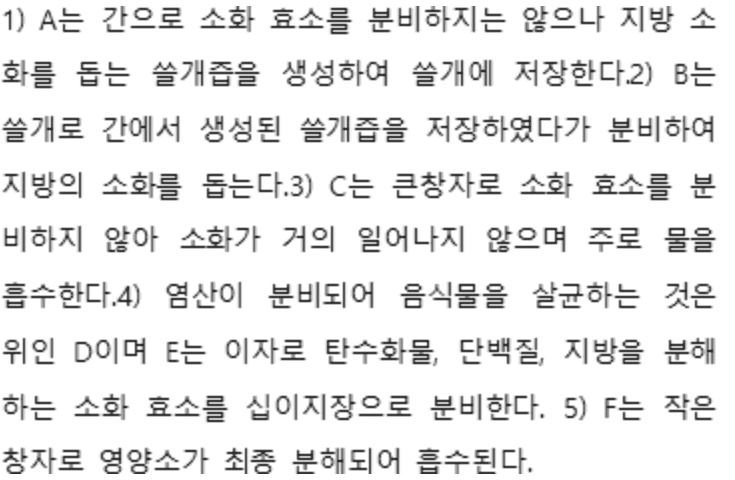 1) A는 간으로 소화 효소를 분비하지는 않으나 지방 소
화를 돕는 쓸개즙을 생성하여 쓸개에 저장한다.2) B는
쓸개로 간에서 생성된 쓸개즙을 저장하였다가 분비하여
지방의 소화를 돕는다.3) C는 큰창자로 소화 효소를 분
비하지 않아 소화가 거의 일어나지 않으며 주로 물을
흡수한다.4) 염산이 분비되어 음식물을 살균하는 것은
위인 D이며 E는 이자로 탄수화물, 단백질, 지방을 분해
하는 소화 효소를 십이지장으로 분비한다. 5) F는 작은
창자로 영양소가 최종 분해되어 흡수된다.